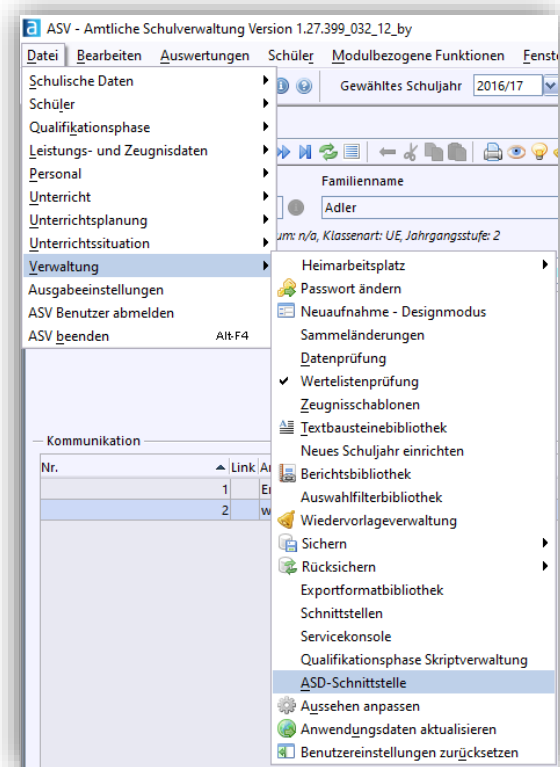 ASV - Amtliche Schulverwaltung Version 1.27.399_032_12_by
Datei Bearbeiten Auswertungen Schüler Modulbezogene Funktionen
Gewähltes Schuljahr 2016/17
Schulische Daten
Schüler
Qualifikationsphase
Leistungs- und Zeugnisdaten
Personal
Unterricht
Unterrichtsplanung
Unterrichtssituation
Verwaltung
Ausgabeeinstellungen
ASV Benutzer abmelden
ASV beenden Alt-F4
Familienname
Adler
n/a, Klassenart: UE, Jahrgangsstufe: 2
Heimarbeitsplatz
Passwort ändern
Neuaufnahme - Designmodus
Sammeländerungen
Datenprüfung
Wertelistenprüfung
Zeugnisschablonen
Textbausteinebibliothek
Neues Schuljahr einrichten
Berichtsbibliothek
Auswahlfilterbibliothek
Wiedervorlageverwaltung
Sichern
Rücksichern
Exportformatbibliothek
Schnittstellen
Servicekonsole
Qualifikationsphase Skriptverwaltung
ASD-Schnittstelle
Aussehen anpassen
Anwendungsdaten aktualisieren
Benutzereinstellungen zurücksetzen
Kommunikation
Nr. Link
1
2